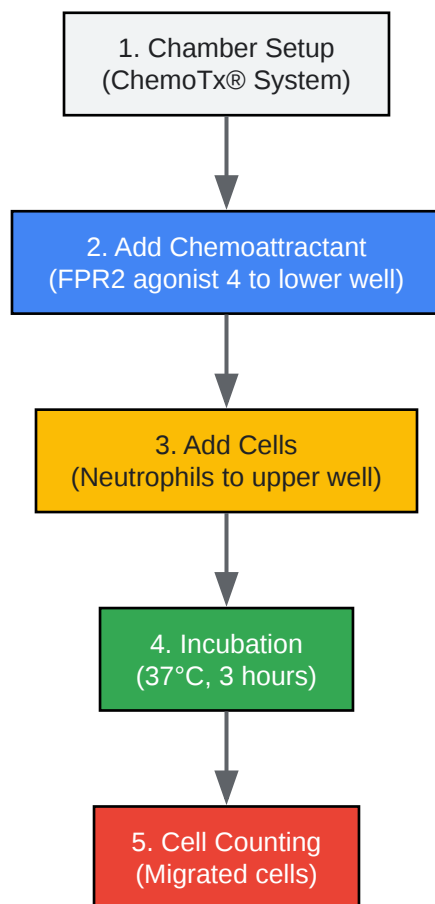 1. Chamber Setup
(ChemoTx® System)
2. Add Chemoattractant
(FPR2 agonist 4 to lower well)
3. Add Cells
(Neutrophils to upper well)
4. Incubation
(37°C, 3 hours)
5. Cell Counting
(Migrated cells)